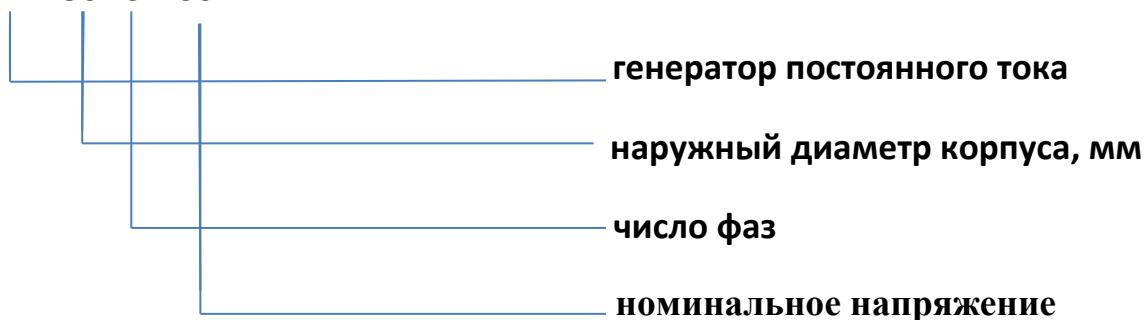 генератор постоянного тока
наружный диаметр корпуса, мм
число фаз
номинальное напряжение